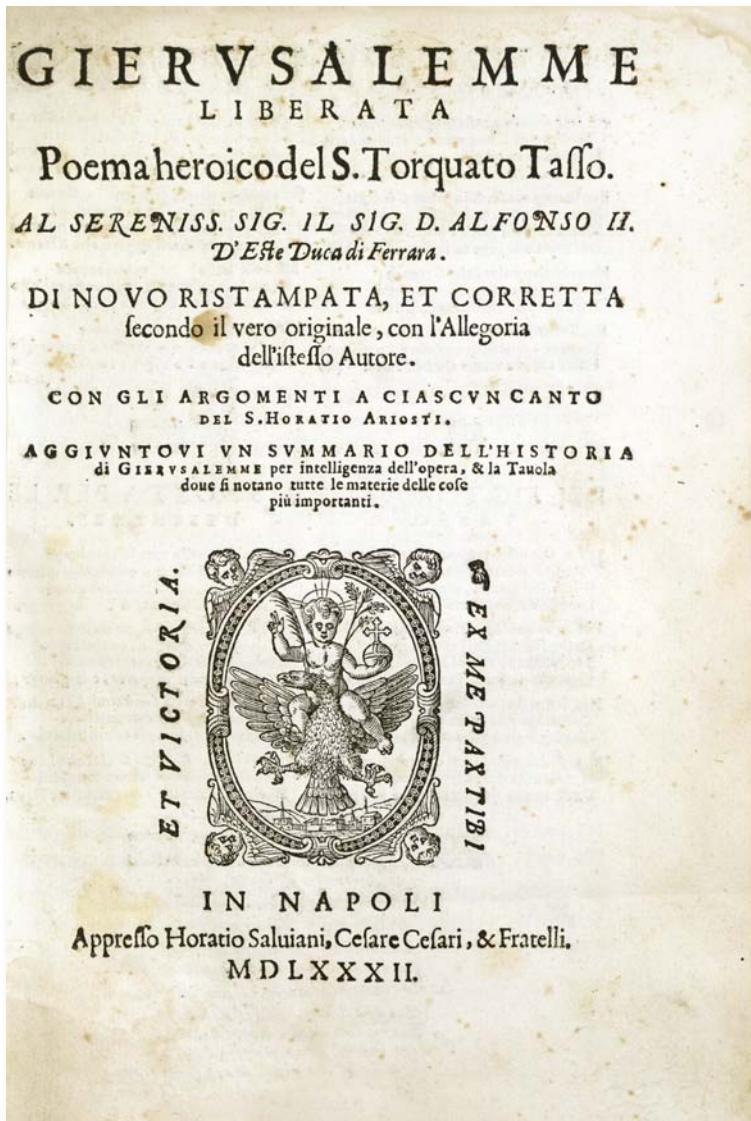 GIERVSALEMME
LIBERATA
Poema heroico del S. Torquato Taſſo.
AL SERENISS. SIG. IL SIG. D. ALFONSO II.
D'Eſte Duca di Ferrara.
DI NOVO RISTAMPATA, ET CORRETTA
ſecondo il vero originale, con l'Allegoria
dell'iſteſſo Autore.
CON GLI ARGOMENTI A CIASCVN CANTO
DEL S. HORATIO ARIOSTI.
AGGIVNTOVI VN SVMMARIO DELL'HISTORIA
di GIERVSALEMME per intelligenza dell'opera, & la Tauola
doue ſi notano tutte le materie delle coſe
più importanti.
EX ME PAX TIBI
ET VICTORIA.
IN NAPOLI
Appreſſo Horatio Saluiani, Ceſare Ceſari, & Fratelli.
MDLXXXII.